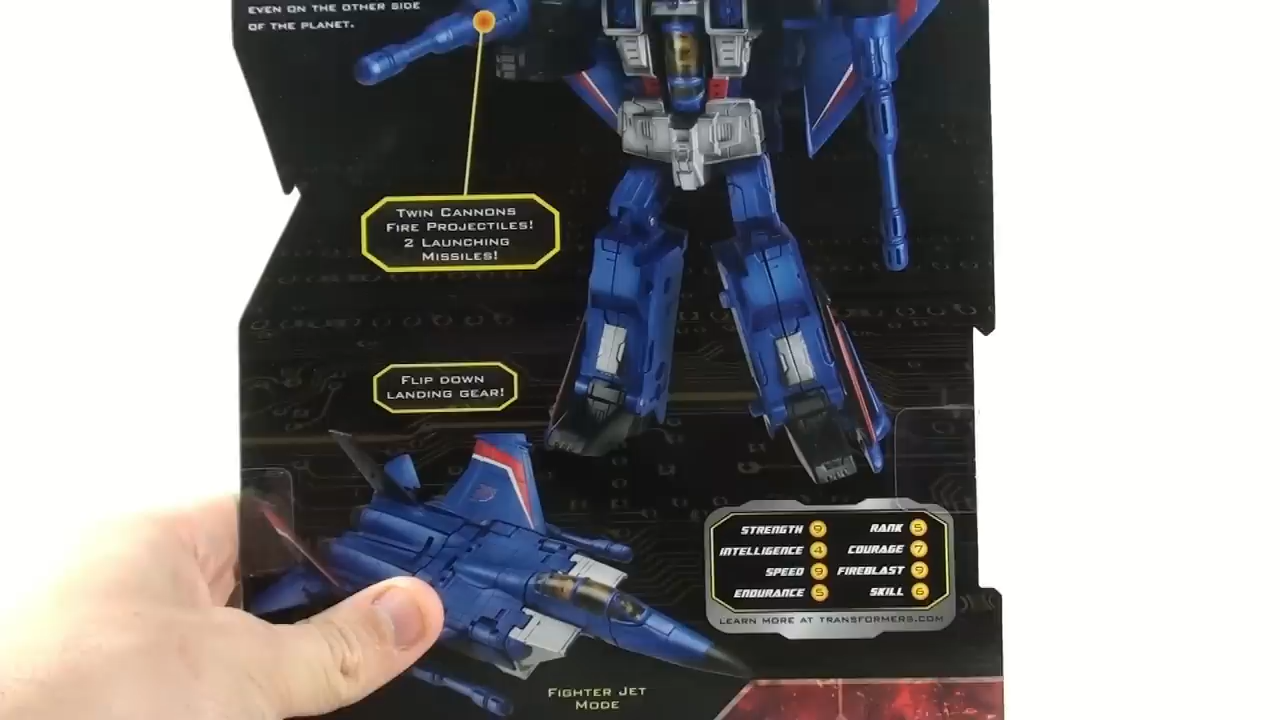 EVEN ON THE OTHER SIDE
OF THE PLANET.
TWIN CANNONS
FIRE PROJECTILES!
2 LAUNCHING
MISSILES!
FLIP DOWN
LANDING GEAR!
STRENGTH 9 RANK 5
INTELLIGENCE 4 COURAGE 7
SPEED 9 FIREBLAST 9
ENDURANCE 5 SKILL 6
LEARN MORE AT TRANSFORMERS.COM
FIGHTER JET
MODE